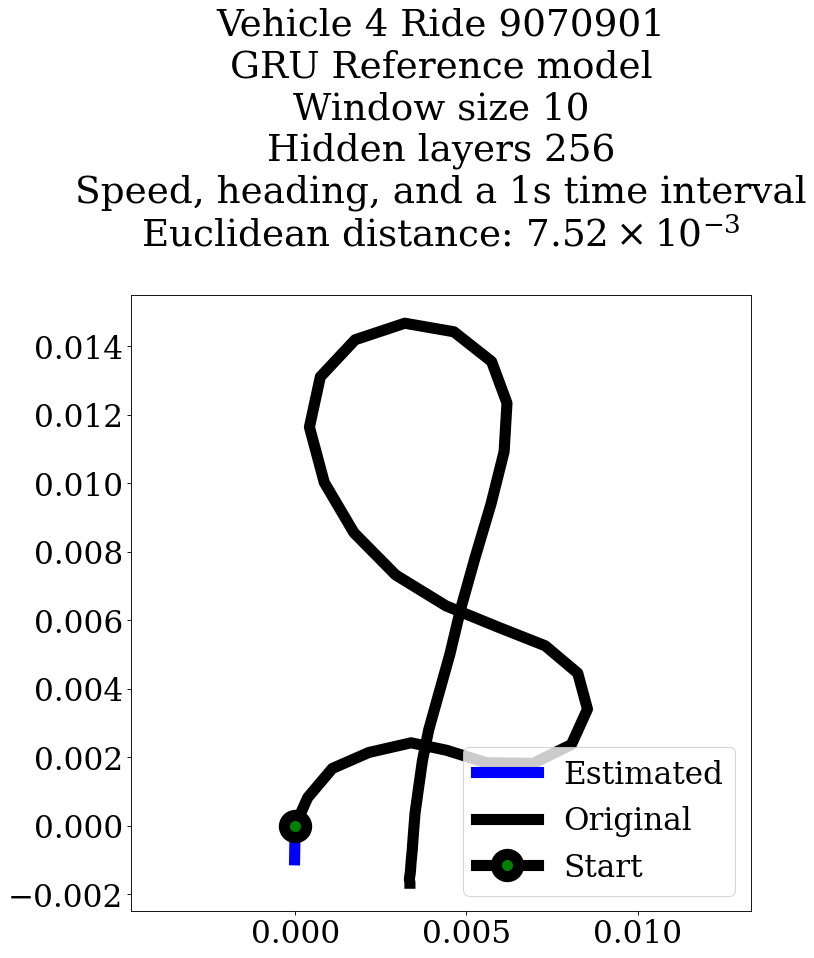 Vehicle 4 Ride 9070901
GRU Reference model
Window size 10
Hidden layers 256
Speed, heading, and a 1s time interval
Euclidean distance: 7.52 × 10⁻³
0.014
0.012
0.010
0.008
0.006
0.004
0.002
0.000
−0.002
Estimated
Original
Start
0.000 0.005 0.010